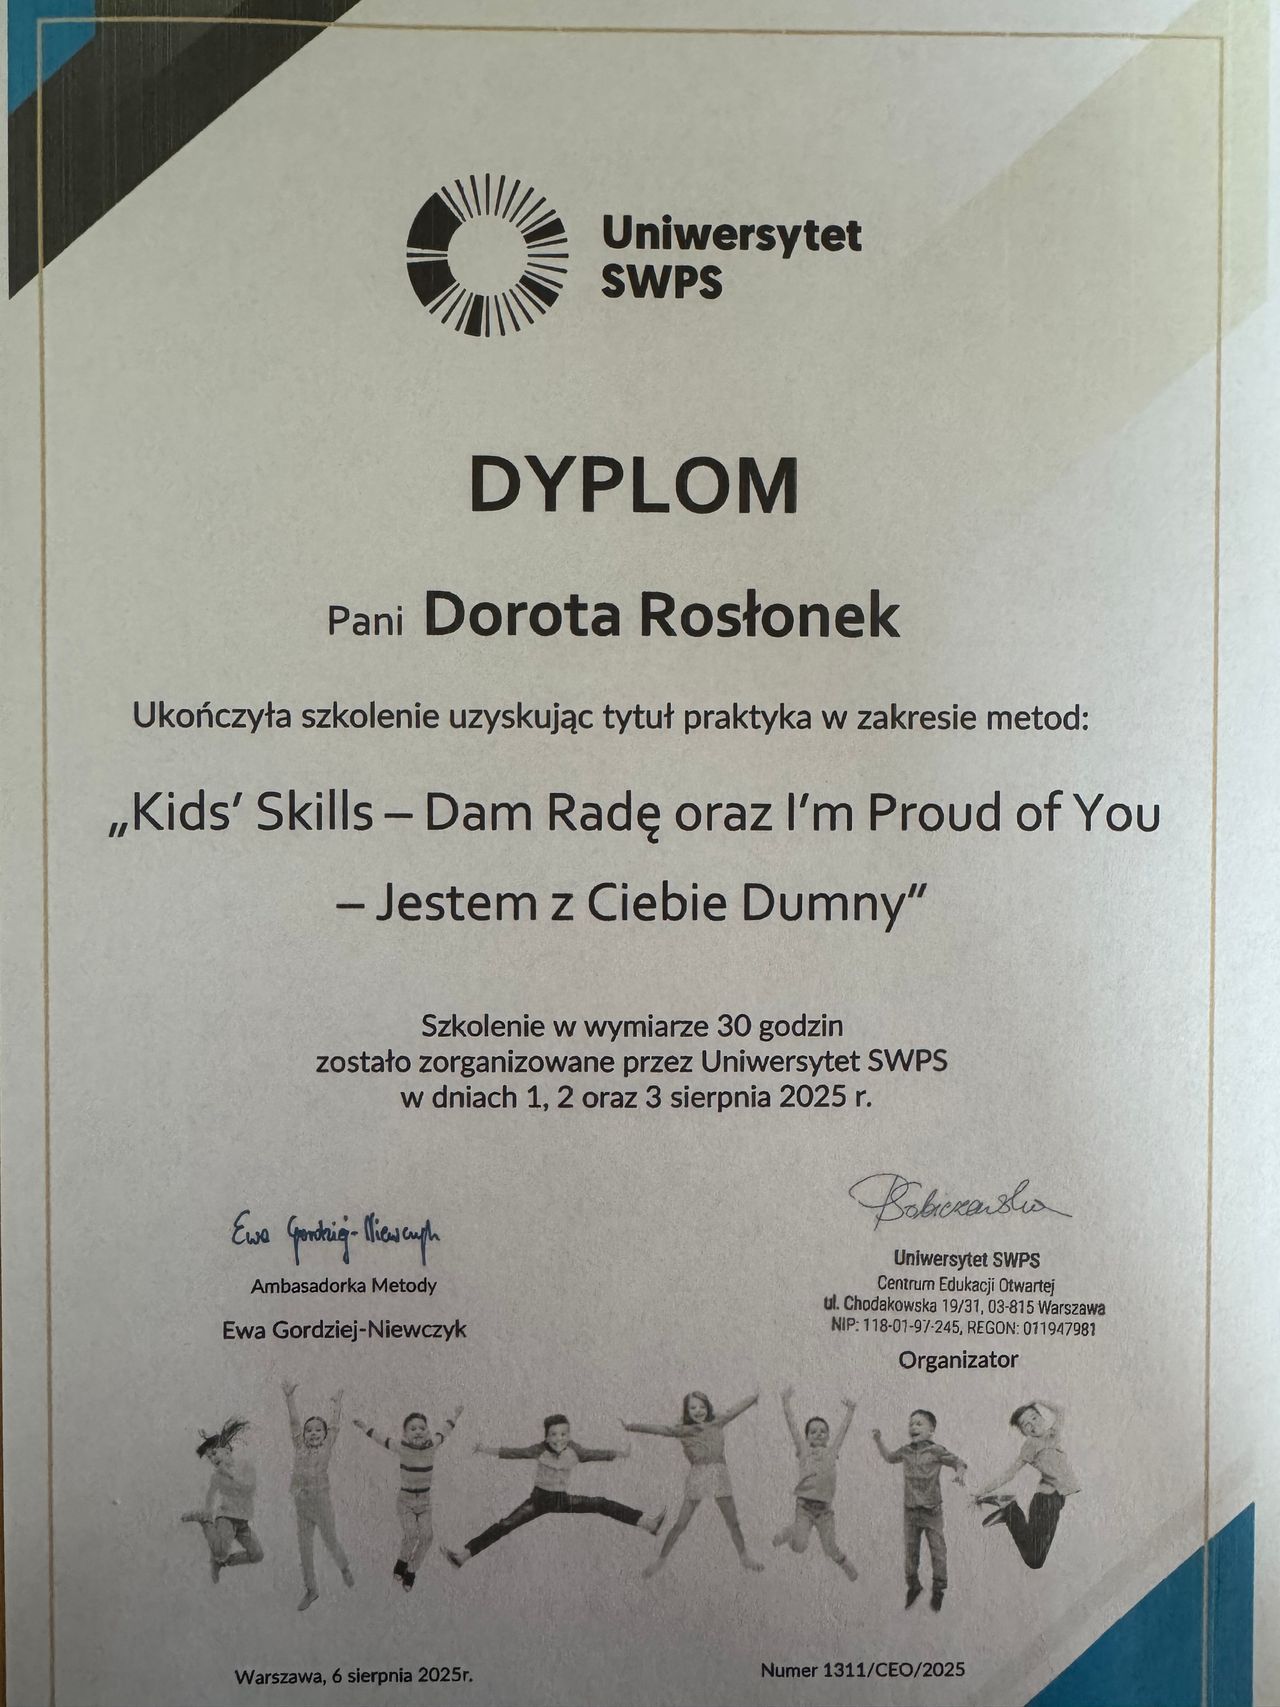 Uniwersytet
SWPS
DYPLOM
Pani Dorota Rosłonek
Ukończyła szkolenie uzyskując tytuł praktyka w zakresie metod:
„Kids’ Skills – Dam Radę oraz I’m Proud of You
– Jestem z Ciebie Dumny”
Szkolenie w wymiarze 30 godzin
zostało zorganizowane przez Uniwersytet SWPS
w dniach 1, 2 oraz 3 sierpnia 2025 r.
Ewa Gordziej-Niewczyk
Ambasadorka Metody
Ewa Gordziej-Niewczyk
Uniwersytet SWPS
Centrum Edukacji Otwartej
ul. Chodakowska 19/31, 03-815 Warszawa
NIP: 118-01-97-245, REGON: 011947981
Organizator
Warszawa, 6 sierpnia 2025r.
Numer 1311/CEO/2025